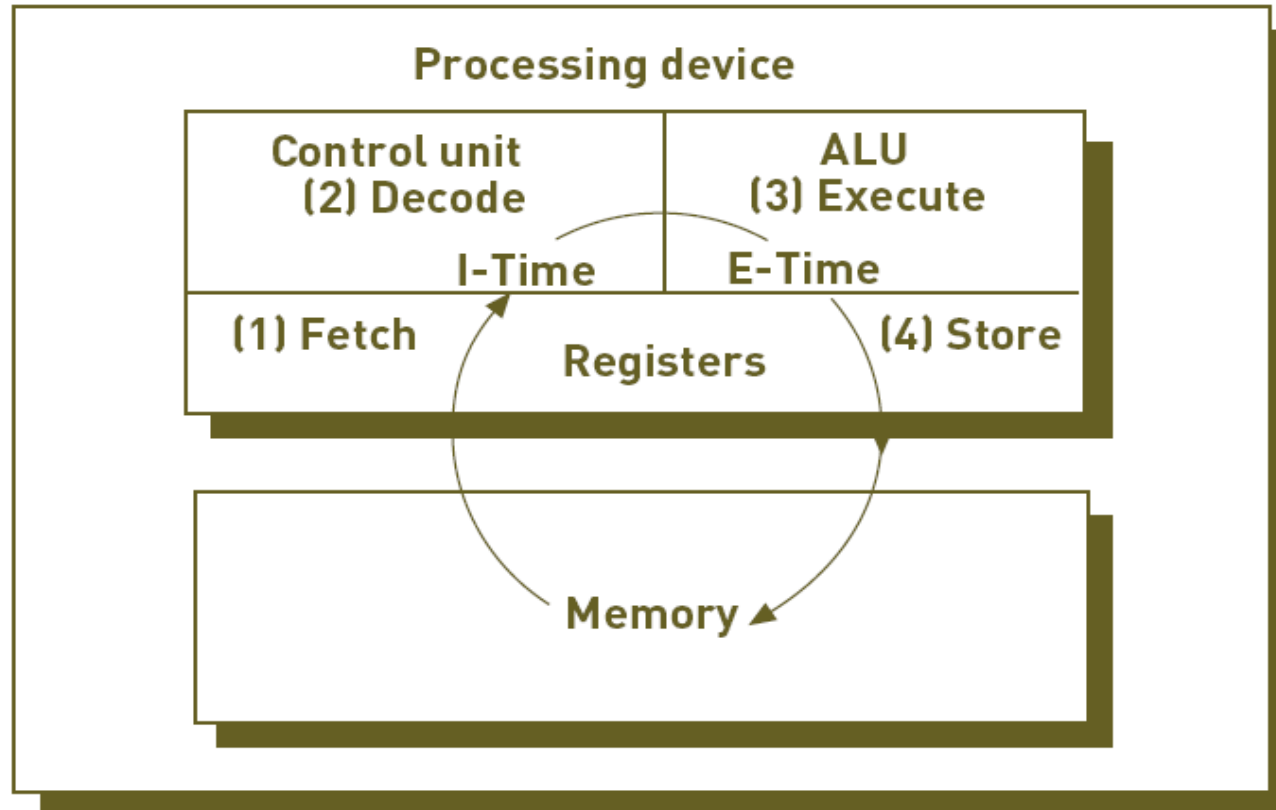 Processing device
Control unit
(2) Decode
ALU
(3) Execute
I-Time
E-Time
(1) Fetch
Registers
(4) Store
Memory